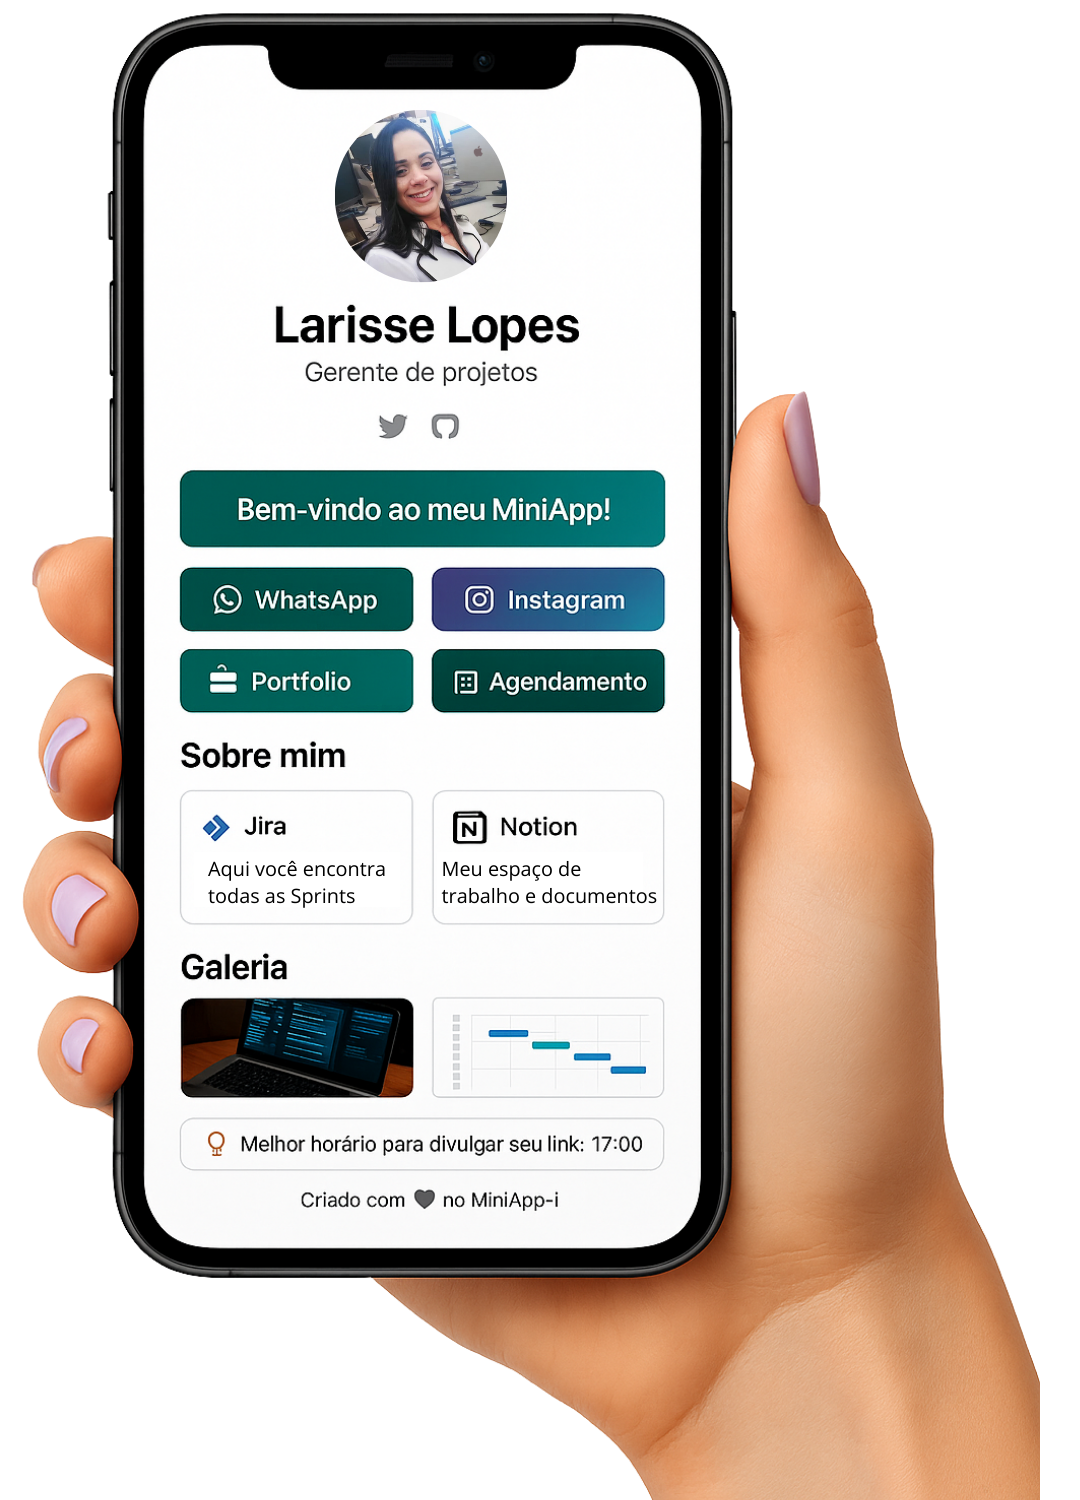 Larisse Lopes
Gerente de projetos
Bem-vindo ao meu MiniApp!
WhatsApp
Instagram
Portfolio
Agendamento
Sobre mim
Jira
Aqui você encontra
todas as Sprints
Notion
Meu espaço de
trabalho e documentos
Galeria
Melhor horário para divulgar seu link: 17:00
Criado com 🖤 no MiniApp-i